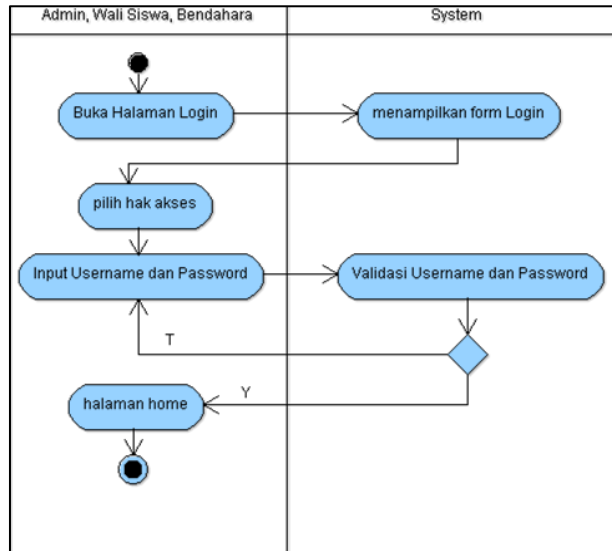 Admin, Wali Siswa, Bendahara
System
Buka Halaman Login
menampilkan form Login
pilih hak akses
Input Username dan Password
Validasi Username dan Password
T
Y
halaman home